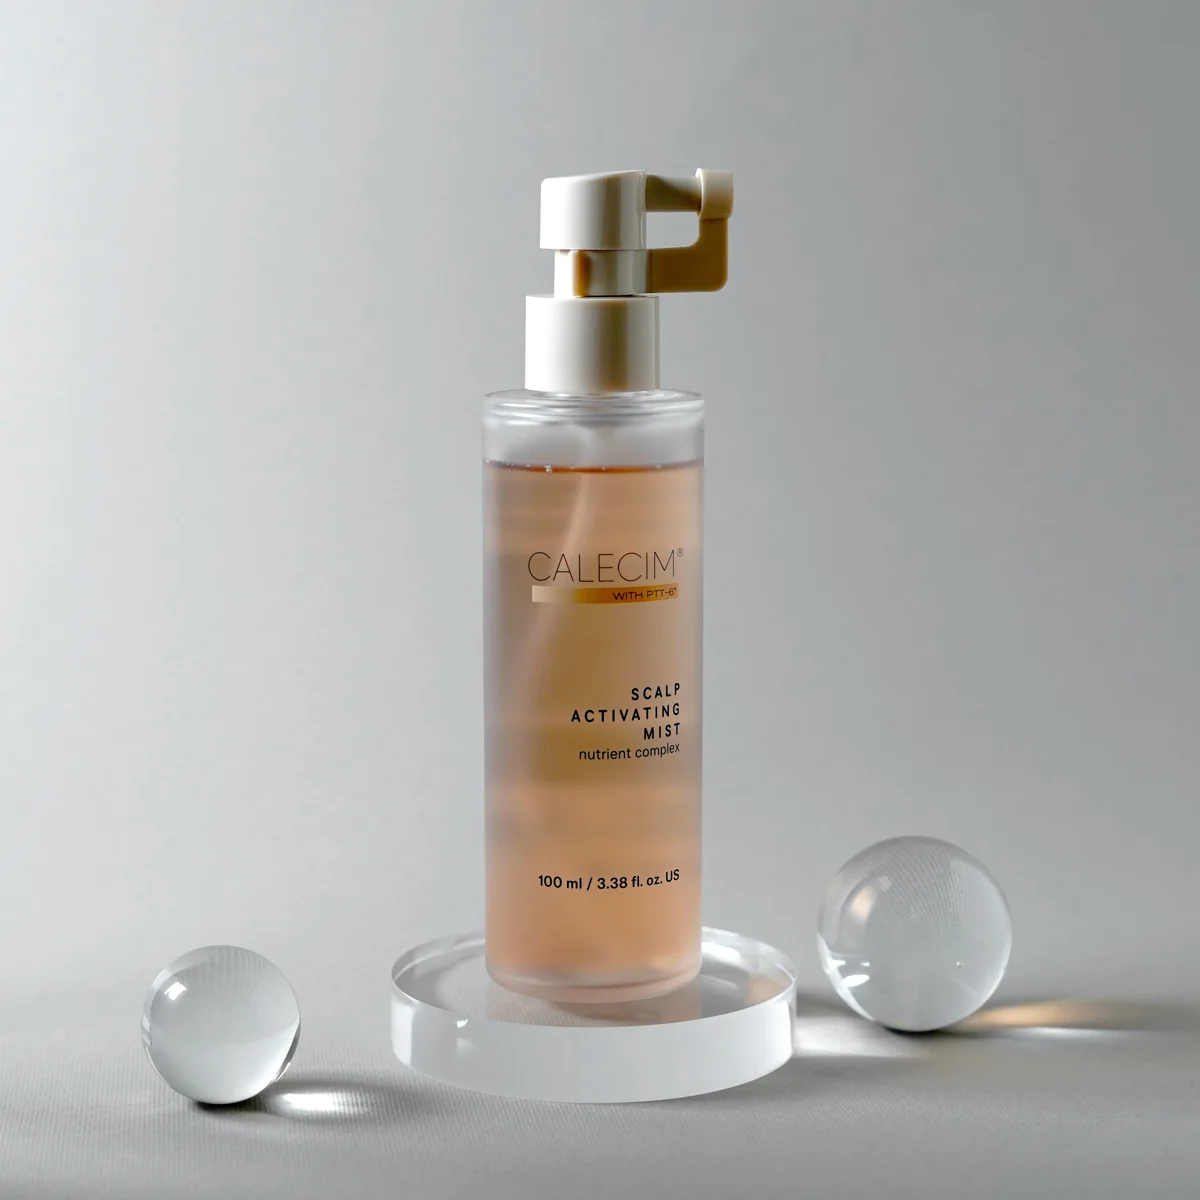 CALECIM®
WITH PTT-6®
SCALP
ACTIVATING
MIST
nutrient complex
100 ml / 3.38 fl. oz. US